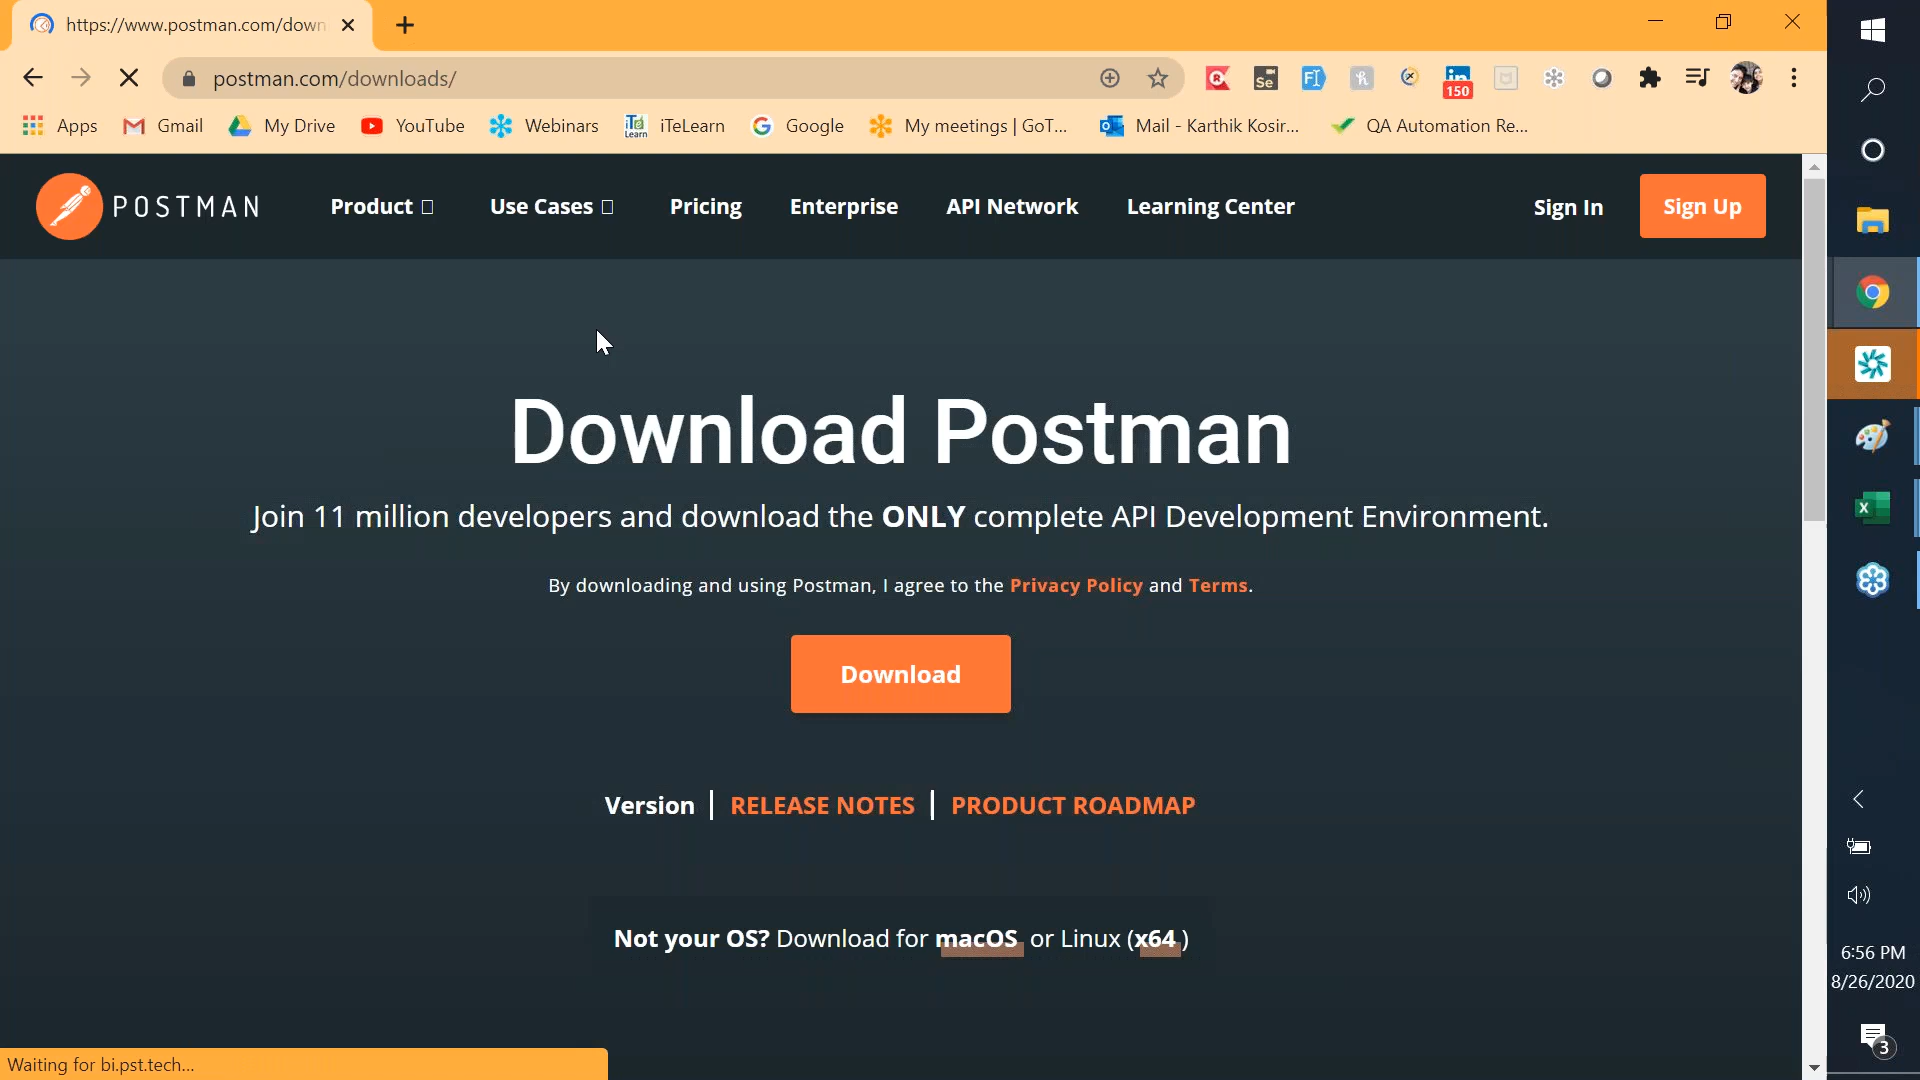 https://www.postman.com/down
postman.com/downloads/
150
Apps Gmail My Drive YouTube Webinars iTeLearn Google My meetings | GoT... Mail - Karthik Kosir... QA Automation Re...
POSTMAN Product Use Cases Pricing Enterprise API Network Learning Center Sign In Sign Up
Download Postman
Join 11 million developers and download the ONLY complete API Development Environment.
By downloading and using Postman, I agree to the Privacy Policy and Terms.
Download
Version | RELEASE NOTES | PRODUCT ROADMAP
Not your OS? Download for macOS or Linux (x64 )
Waiting for bi.pst.tech...
6:56 PM
8/26/2020
3